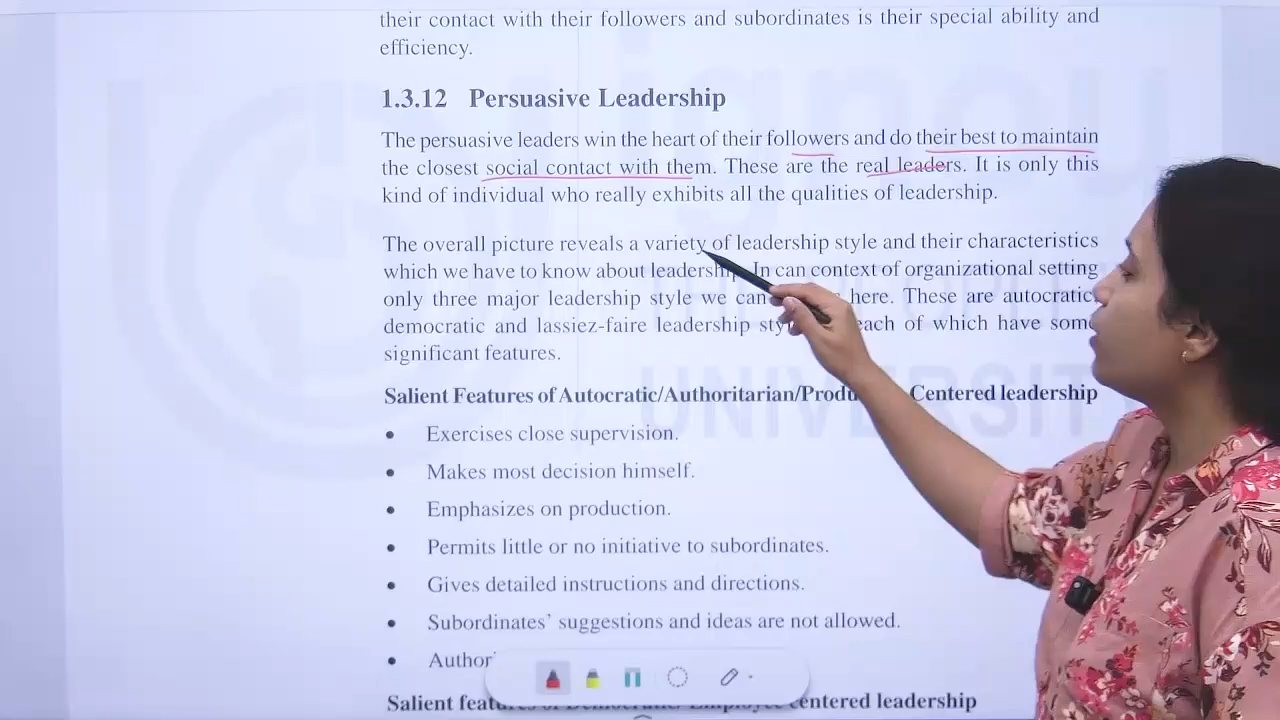 their contact with their followers and subordinates is their special ability and
efficiency.
1.3.12 Persuasive Leadership
The persuasive leaders win the heart of their followers and do their best to maintain
the closest social contact with them. These are the real leaders. It is only this
kind of individual who really exhibits all the qualities of leadership.
The overall picture reveals a variety of leadership style and their characteristics
which we have to know about leadership. In can context of organizational setting
only three major leadership style we can here. These are autocratic,
democratic and lassiez-faire leadership each of which have some
significant features.
Salient Features of Autocratic/Authoritarian/ Centered leadership
• Exercises close supervision.
• Makes most decision himself.
• Emphasizes on production.
• Permits little or no initiative to subordinates.
• Gives detailed instructions and directions.
• Subordinates' suggestions and ideas are not allowed.
•
Salient centered leadership
ignou
UNIVERSITY